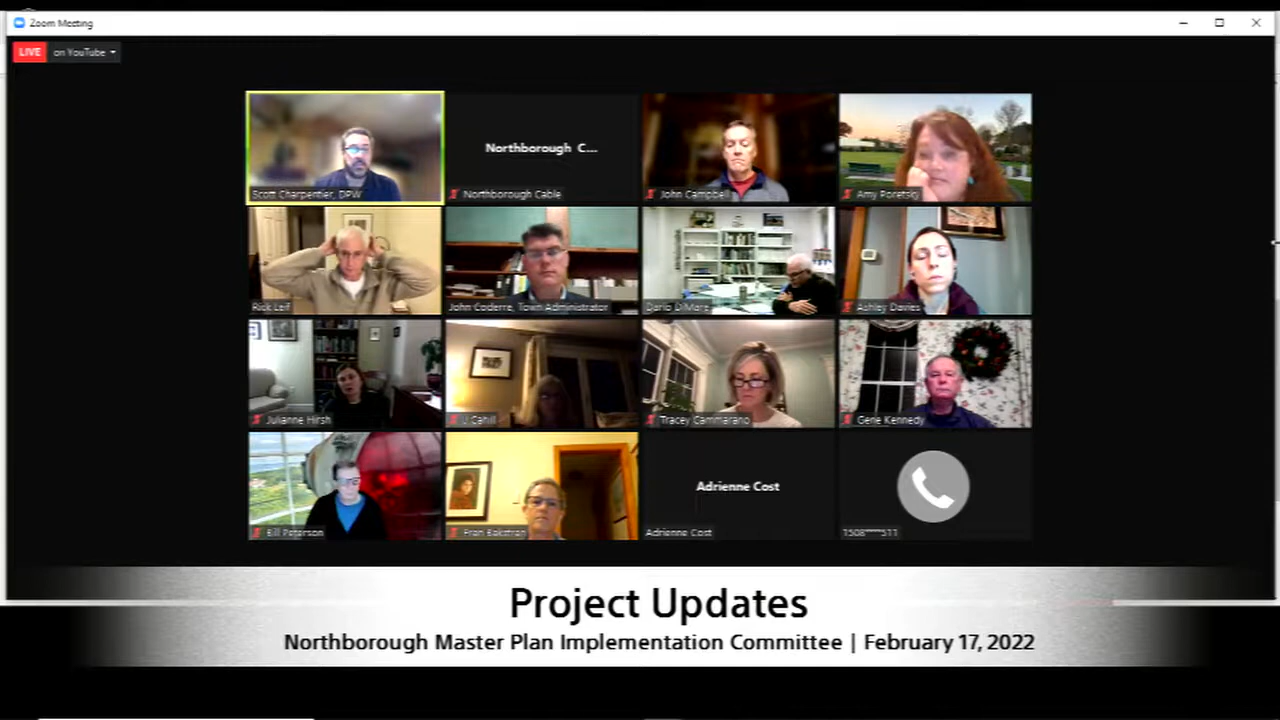 Zoom Meeting
LIVE on YouTube
Northborough C...
Scott Charpentier, DPW
Northborough Cable
John Campbell
Amy Poretsky
Rick Leif
John Coderre, Town Administrator
Dario DiMare
Ashley Davies
Julianne Hirsh
J Cahill
Tracey Cammarano
Gene Kennedy
Adrienne Cost
Bill Peterson
Fran Bakstran
Adrienne Cost
1508****511
Project Updates
Northborough Master Plan Implementation Committee | February 17, 2022